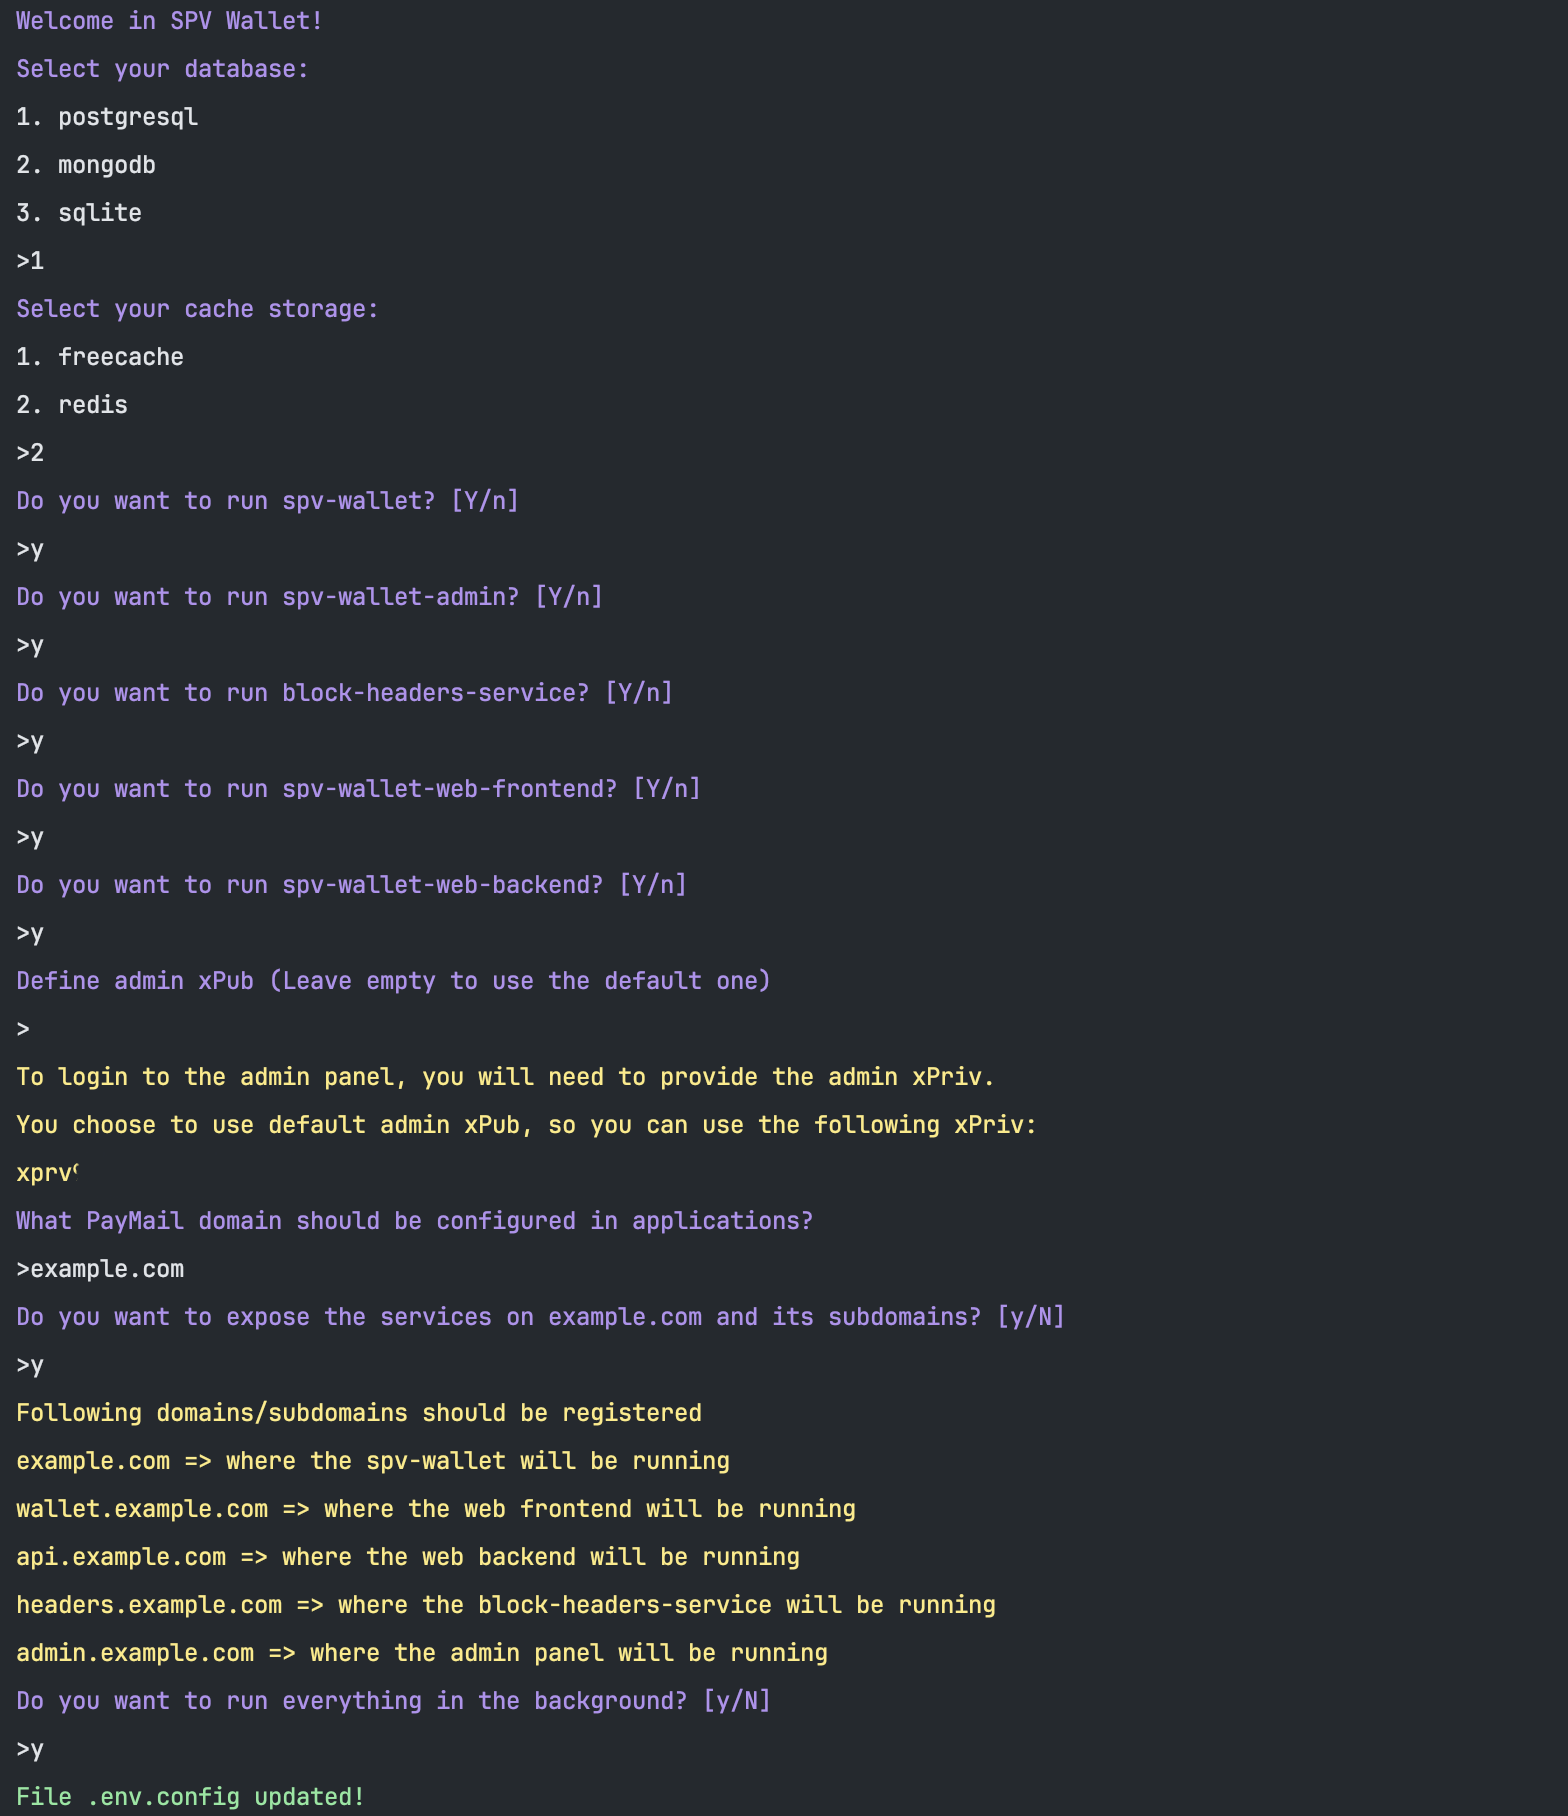 Welcome in SPV Wallet!
Select your database:
1. postgresql
2. mongodb
3. sqlite
>1
Select your cache storage:
1. freecache
2. redis
>2
Do you want to run spv-wallet? [Y/n]
>y
Do you want to run spv-wallet-admin? [Y/n]
>y
Do you want to run block-headers-service? [Y/n]
>y
Do you want to run spv-wallet-web-frontend? [Y/n]
>y
Do you want to run spv-wallet-web-backend? [Y/n]
>y
Define admin xPub (Leave empty to use the default one)
>
To login to the admin panel, you will need to provide the admin xPriv.
You choose to use default admin xPub, so you can use the following xPriv:
xprv
What PayMail domain should be configured in applications?
>example.com
Do you want to expose the services on example.com and its subdomains? [y/N]
>y
Following domains/subdomains should be registered
example.com => where the spv-wallet will be running
wallet.example.com => where the web frontend will be running
api.example.com => where the web backend will be running
headers.example.com => where the block-headers-service will be running
admin.example.com => where the admin panel will be running
Do you want to run everything in the background? [y/N]
>y
File .env.config updated!